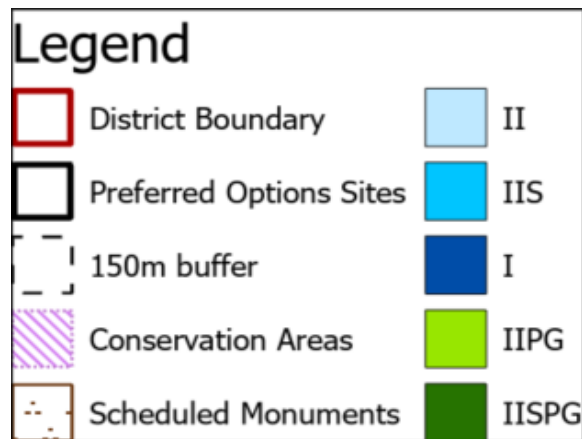 Legend
District Boundary
Preferred Options Sites
150m buffer
Conservation Areas
Scheduled Monuments
II
IIS
I
IIPG
IISPG